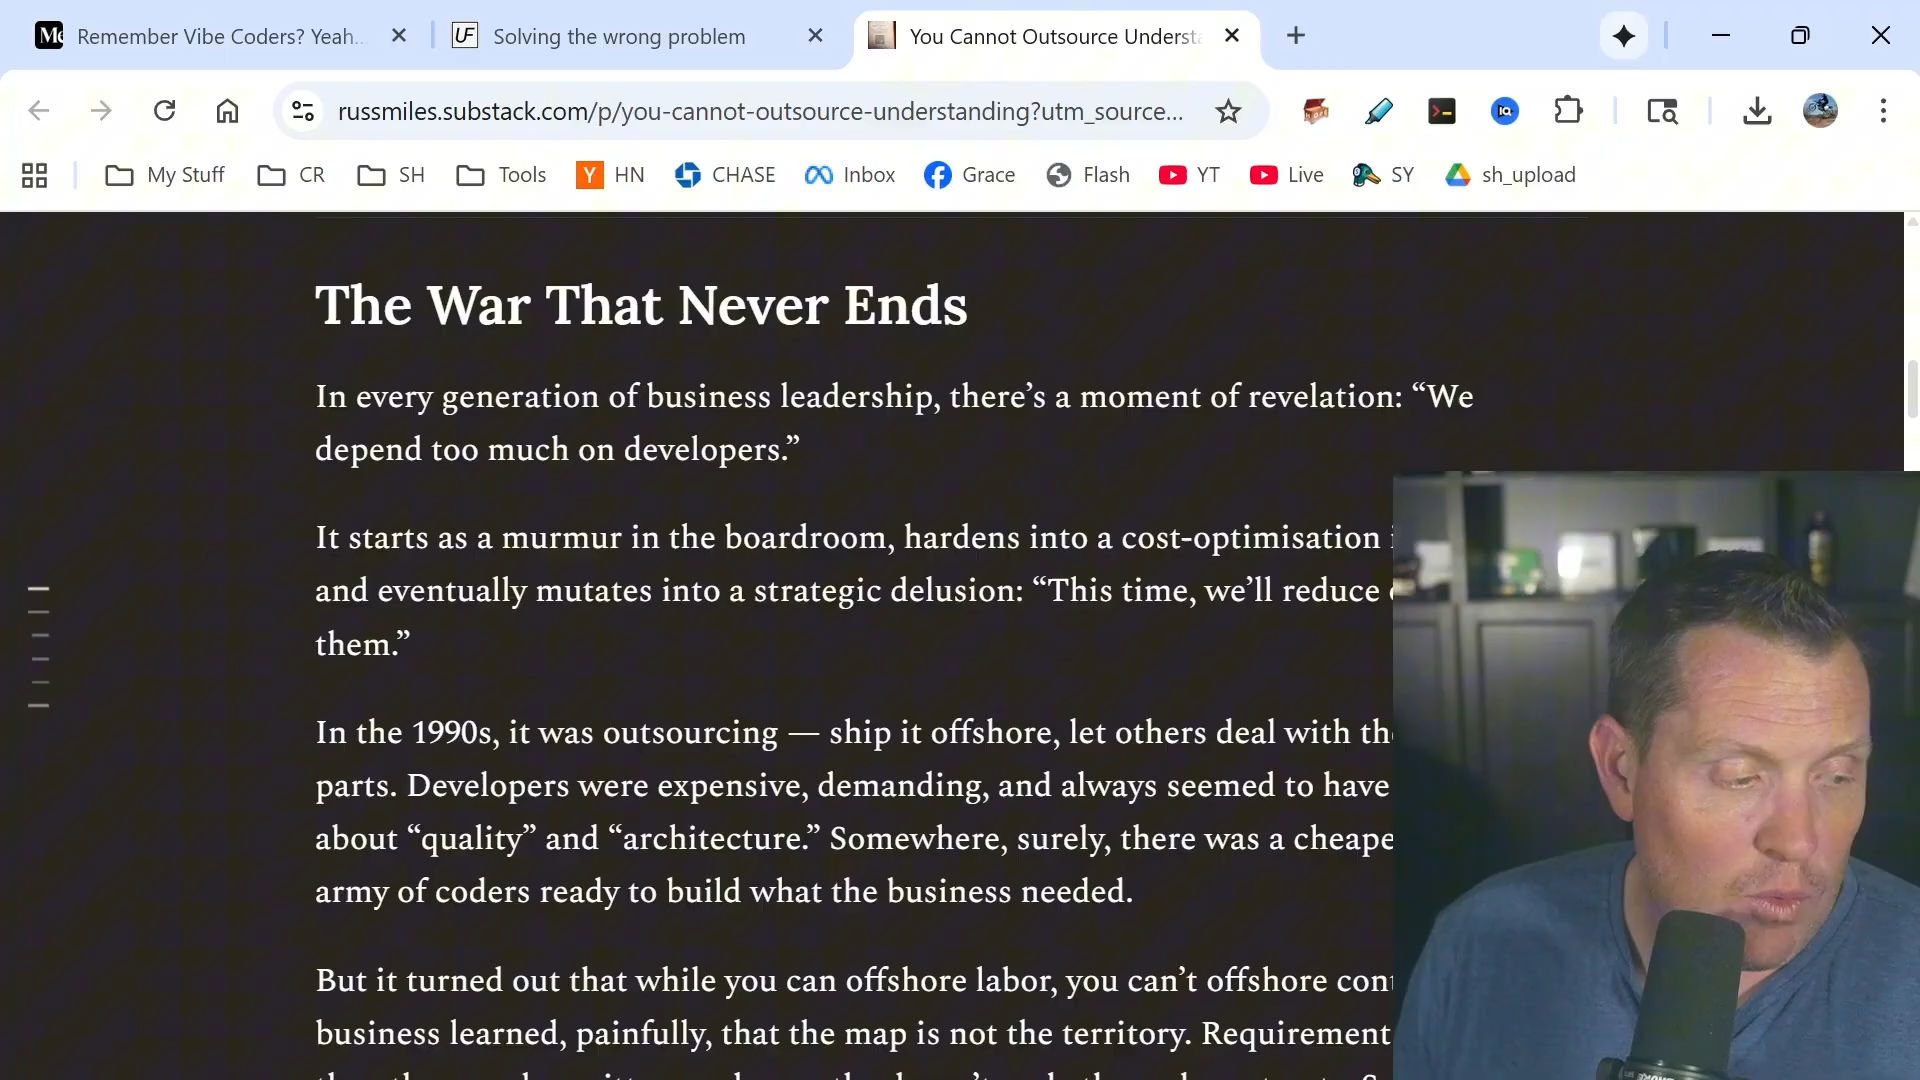 Remember Vibe Coders? Yeah...
Solving the wrong problem
You Cannot Outsource Underst
russmiles.substack.com/p/you-cannot-outsource-understanding?utm_source...
My Stuff
CR
SH
Tools
HN
CHASE
Inbox
Grace
Flash
YT
Live
SY
sh_upload
The War That Never Ends
In every generation of business leadership, there’s a moment of revelation: “We
depend too much on developers.”
It starts as a murmur in the boardroom, hardens into a cost-optimisation
and eventually mutates into a strategic delusion: “This time, we’ll reduce
them.”
In the 1990s, it was outsourcing — ship it offshore, let others deal with
parts. Developers were expensive, demanding, and always seemed to have
about “quality” and “architecture.” Somewhere, surely, there was a cheape
army of coders ready to build what the business needed.
But it turned out that while you can offshore labor, you can’t offshore
business learned, painfully, that the map is not the territory. Requirement